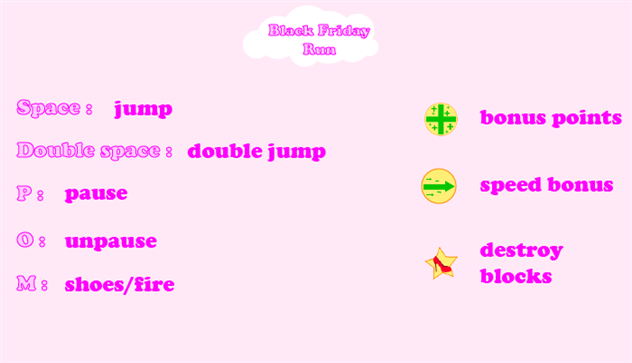 Black Friday
Run
Space : jump
Double space : double jump
P : pause
O : unpause
M : shoes/fire
bonus points
speed bonus
destroy
blocks